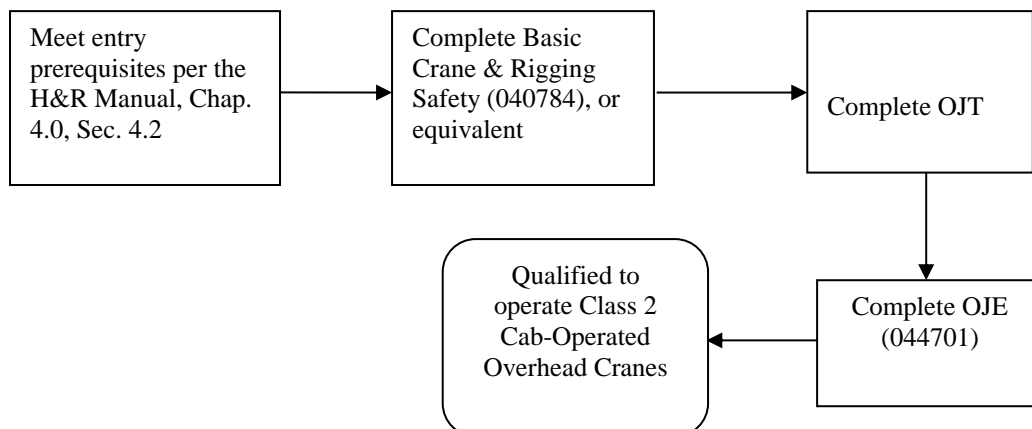 Meet entry
prerequisites per the
H&R Manual, Chap.
4.0, Sec. 4.2
Complete Basic
Crane & Rigging
Safety (040784), or
equivalent
Complete OJT
Complete OJE
(044701)
Qualified to
operate Class 2
Cab-Operated
Overhead Cranes